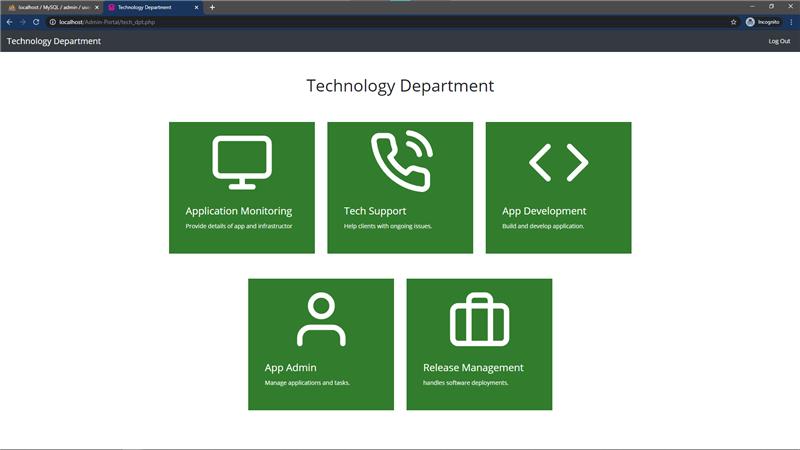 localhost / MySQL / admin / use
Technology Department
localhost/Admin-Portal/tech_dpt.php
Incognito
Technology Department
Log Out
Technology Department
Application Monitoring
Provide details of app and infrastructor
Tech Support
Help clients with ongoing issues.
App Development
Build and develop application.
App Admin
Manage applications and tasks.
Release Management
handles software deployments.